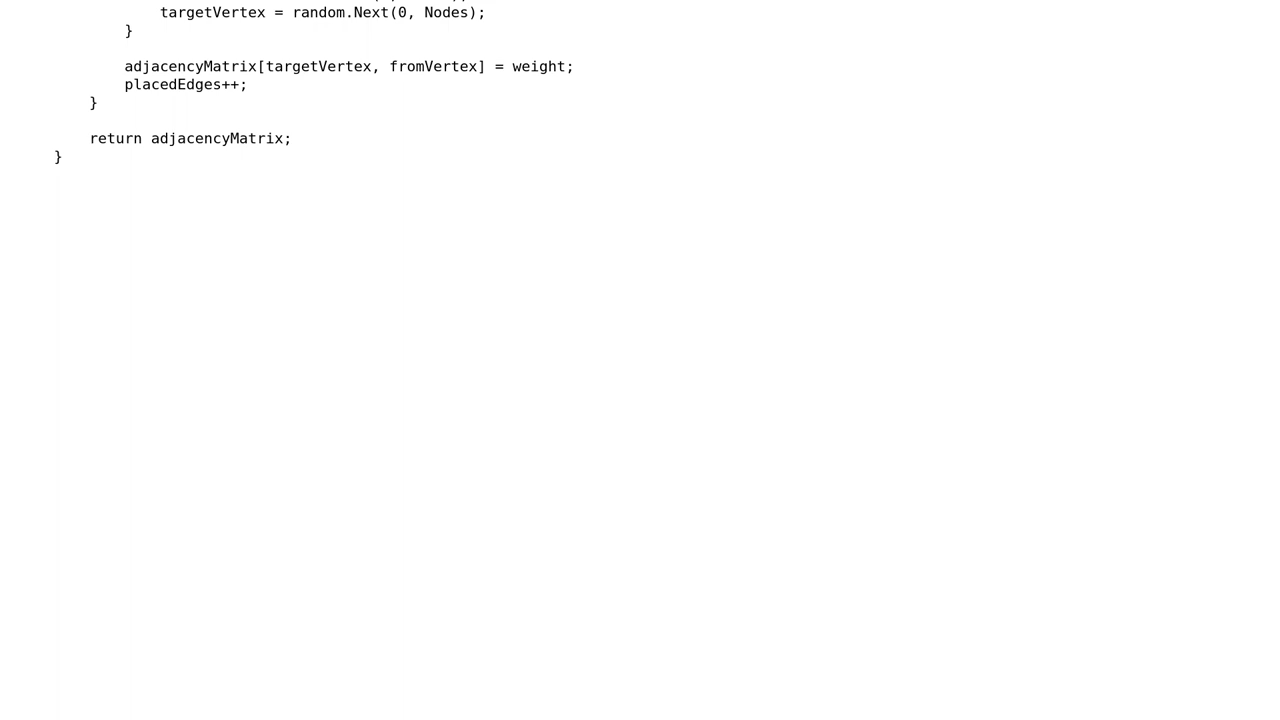 targetVertex = random.Next(0, Nodes);
}
adjacencyMatrix[targetVertex, fromVertex] = weight;
placedEdges++;
}
return adjacencyMatrix;
}